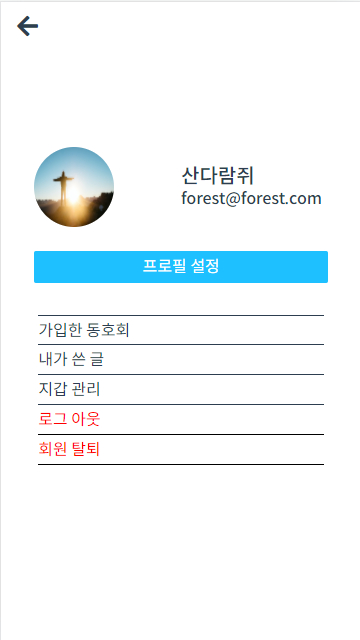 산다람쥐
forest@forest.com
프로필 설정
가입한 동호회
내가 쓴 글
지갑 관리
로그 아웃
회원 탈퇴